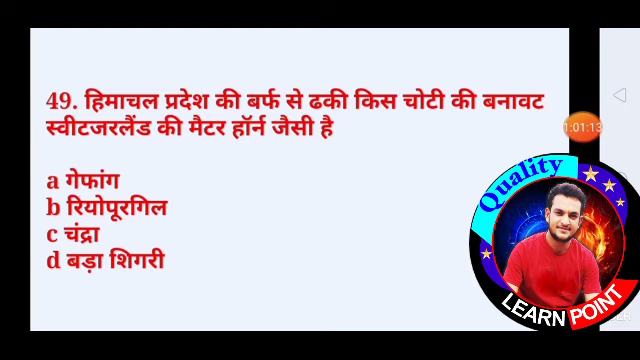 49. हिमाचल प्रदेश की बर्फ से ढकी किस चोटी की बनावट
स्वीटजरलैंड की मैटर हॉर्न जैसी है
a गेफांग
b रियोपूरगिल
c चंद्रा
d बड़ा शिगरी
1:01:13
Quality
LEARN POINT